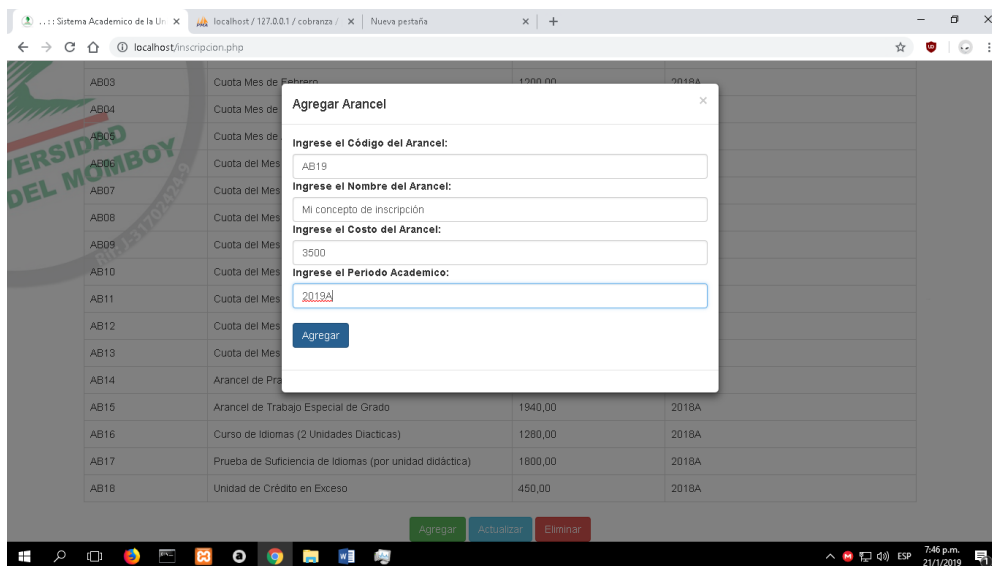 ..:: Sistema Academico de la Un
localhost / 127.0.0.1 / cobranza /
Nueva pestaña
localhost/inscripcion.php
AB03 Cuota Mes de Febrero 1200,00 2018A
Agregar Arancel ×
AB04 Cuota Mes de
AB05 Cuota Mes de
Ingrese el Código del Arancel:
AB06 Cuota del Mes
AB19
Ingrese el Nombre del Arancel:
AB07 Cuota del Mes
Mi concepto de inscripción
AB08 Cuota del Mes
Ingrese el Costo del Arancel:
AB09 Cuota del Mes
3500
AB10 Cuota del Mes
Ingrese el Periodo Academico:
AB11 Cuota del Mes
2019A
AB12 Cuota del Mes
Agregar
AB13 Cuota del Mes
AB14 Arancel de Pra
AB15 Arancel de Trabajo Especial de Grado 1940,00 2018A
AB16 Curso de Idiomas (2 Unidades Diacticas) 1280,00 2018A
AB17 Prueba de Suficiencia de Idiomas (por unidad didáctica) 1800,00 2018A
AB18 Unidad de Crédito en Exceso 450,00 2018A
Agregar Actualizar Eliminar
VERSIDAD
DEL MOMBOY
Rif: J-31702424-9
ESP
7:46 p.m.
21/1/2019